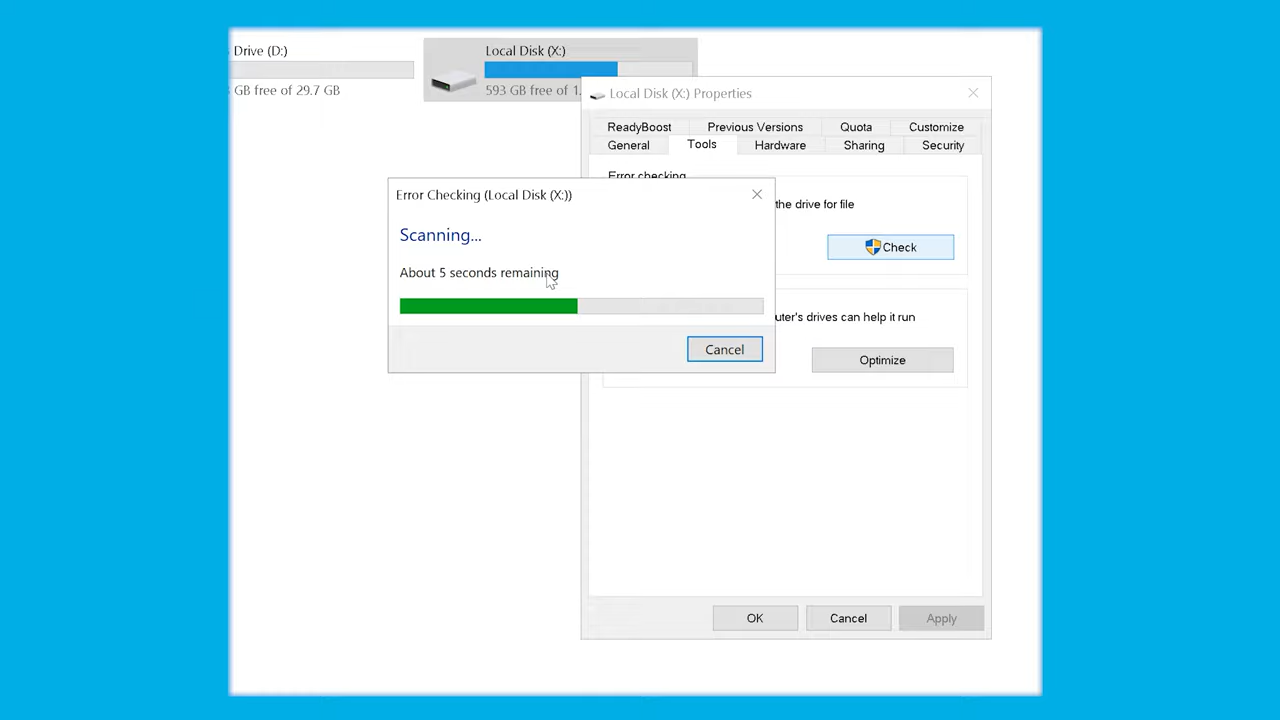 Drive (D:)
GB free of 29.7 GB
Local Disk (X:)
593 GB free of 1.
Local Disk (X:) Properties
ReadyBoost Previous Versions Quota Customize
General Tools Hardware Sharing Security
Error checking
the drive for file
Check
Error Checking (Local Disk (X:))
Scanning...
About 5 seconds remaining
Cancel
uter's drives can help it run
Optimize
OK Cancel Apply